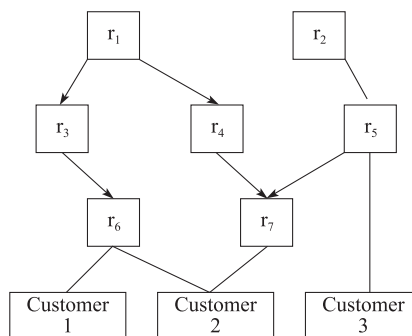 r₁
r₂
r₃
r₄
r₅
r₆
r₇
Customer
1
Customer
2
Customer
3